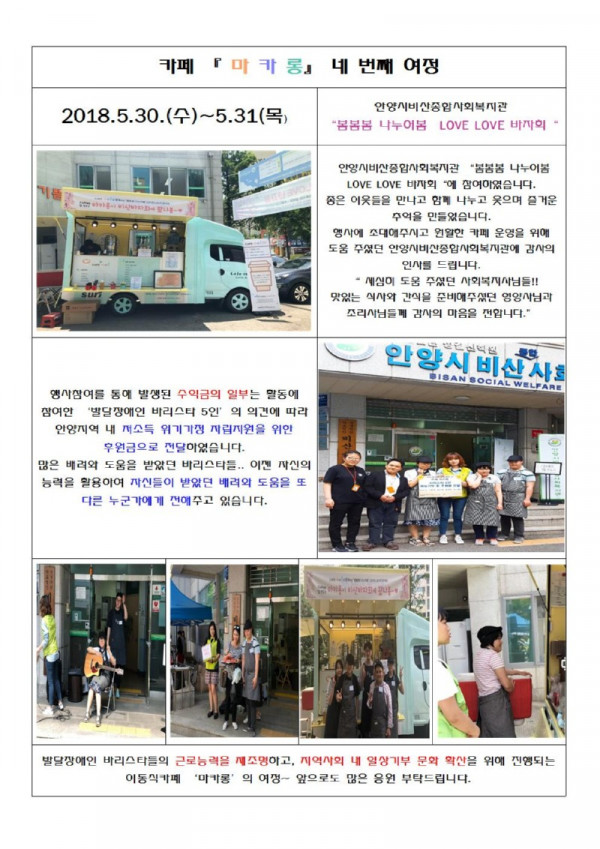 카페 『마카롱』 네 번째 여정
2018.5.30.(수)~5.31(목)
안양시비산종합사회복지관
"봄봄봄 나누어봄 LOVE LOVE 바자회 "
안양시비산종합사회복지관 "봄봄봄 나누어봄
LOVE LOVE 바자회 "에 참여하였습니다.
좋은 이웃들을 만나고 함께 나누고 웃으며 즐거운
추억을 만들었습니다.
행사에 초대해주시고 원활한 카페 운영을 위해
도움 주셨던 안양시비산종합사회복지관에 감사의
인사를 드립니다.
" 세심히 도움 주셨던 사회복지사님들!!
맛있는 식사와 간식을 준비해주셨던 영양사님과
조리사님들께 감사의 마음을 전합니다."
행사참여를 통해 발생된 수익금의 일부는 활동에
참여한 '발달장애인 바리스타 5인' 의 의견에 따라
안양지역 내 저소득 위기가정 자립지원을 위한
후원금으로 전달하였습니다.
많은 배려와 도움을 받았던 바리스타들.. 이젠 자신의
능력을 활용하여 자신들이 받았던 배려와 도움을 또
다른 누군가에게 전해주고 있습니다.
안양시비산사회
BISAN SOCIAL WELFARE
발달장애인 바리스타들의 근로능력을 재조명하고, 지역사회 내 일상기부 문화 확산을 위해 진행되는
이동식카페 '마카롱' 의 여정~ 앞으로도 많은 응원 부탁드립니다.